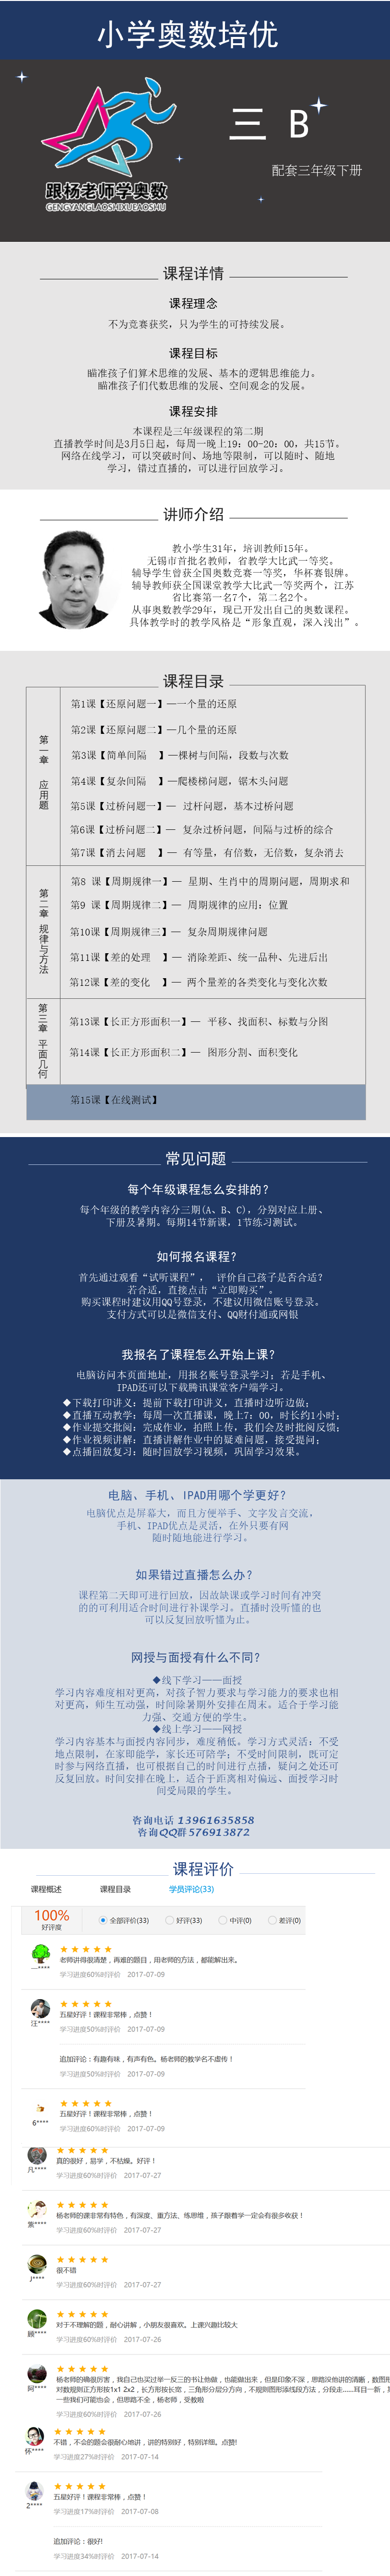 小学奥数培优
三 B
配套三年级下册
跟杨老师学奥数
GENGYANGLAOSHIXUEAOSHU
课程详情
课程理念
不为竞赛获奖，只为学生的可持续发展。
课程目标
瞄准孩子们算术思维的发展、基本的逻辑思维能力。
瞄准孩子们代数思维的发展、空间观念的发展。
课程安排
本课程是三年级课程的第二期
直播教学时间是3月5日起，每周一晚上19：00-20：00，共15节。
网络在线学习，可以突破时间、场地等限制，可以随时、随地
学习，错过直播的，可以进行回放学习。
讲师介绍
教小学生31年，培训教师15年。
无锡市首批名教师，省教学大比武一等奖。
辅导学生曾获全国奥数竞赛一等奖，华杯赛银牌。
辅导教师获全国课堂教学大比武一等奖两个，江苏
省比赛第一名7个，第二名2个。
从事奥数教学29年，现已开发出自己的奥数课程。
具体教学时的教学风格是“形象直观，深入浅出”。
课程目录
第一章 应用题
第1课【还原问题一】—一个量的还原
第2课【还原问题二】—几个量的还原
第3课【简单间隔 】—棵树与间隔，段数与次数
第4课【复杂间隔 】—爬楼梯问题，锯木头问题
第5课【过桥问题一】— 过杆问题，基本过桥问题
第6课【过桥问题二】— 复杂过桥问题，间隔与过桥的综合
第7课【消去问题 】— 有等量，有倍数，无倍数，复杂消去
第二章 规律与方法
第8 课【周期规律一】— 星期、生肖中的周期问题，周期求和
第9 课【周期规律二】— 周期规律的应用：位置
第10课【周期规律三】— 复杂周期规律问题
第11课【差的处理 】— 消除差距、统一品种、先进后出
第12课【差的变化 】— 两个量差的各类变化与变化次数
第三章 平面几何
第13课【长正方形面积一】— 平移、找面积、标数与分图
第14课【长正方形面积二】— 图形分割、面积变化
第15课【在线测试】
常见问题
每个年级课程怎么安排的？
每个年级的教学内容分三期(A、B、C)，分别对应上册、
下册及暑期。每期14节新课，1节练习测试。
如何报名课程？
首先通过观看“试听课程”， 评价自己孩子是否合适？
若合适，直接点击“立即购买”。
购买课程时建议用QQ号登录，不建议用微信账号登录。
支付方式可以是微信支付、QQ财付通或网银
我报名了课程怎么开始上课？
电脑访问本页面地址，用报名账号登录学习；若是手机、
IPAD还可以下载腾讯课堂客户端学习。
◆下载打印讲义：提前下载打印讲义，直播时边听边做；
◆直播互动教学：每周一次直播课，晚上7：00，时长约1小时；
◆作业提交批阅：完成作业，拍照上传，我们会及时批阅反馈；
◆作业视频讲解：直播讲解作业中的疑难问题，接受提问；
◆点播回放复习：随时回放学习视频，巩固学习效果。
电脑、手机、IPAD用哪个学更好？
电脑优点是屏幕大，而且方便举手、文字发言交流，
手机、IPAD优点是灵活，在外只要有网
随时随地能进行学习。
如果错过直播怎么办？
课程第二天即可进行回放，因故缺课或学习时间有冲突
的的可利用适合时间进行补课学习。直播时没听懂的也
可以反复回放听懂为止。
网授与面授有什么不同？
◆线下学习——面授
学习内容难度相对更高，对孩子智力要求与学习能力的要求也相
对更高，师生互动强，时间除暑期外安排在周末。适合于学习能
力强、交通方便的学生。
◆线上学习——网授
学习内容基本与面授内容同步，难度稍低。学习方式灵活：不受
地点限制，在家即能学，家长还可陪学；不受时间限制，既可定
时参与网络直播，也可根据自己的时间进行点播，疑问之处还可
反复回放。时间安排在晚上，适合于距离相对偏远、面授学习时
间受局限的学生。
咨询电话 13961635858
咨询QQ群576913872
课程评价
课程概述 课程目录 学员评论(33)
100%
好评度
全部评价(33) 好评(33) 中评(0) 差评(0)
老师讲得很清楚，再难的题目，用老师的方法，都能解出来。
一****
学习进度60%时评价 2017-07-09
五星好评！课程非常棒，点赞！
汪****
学习进度50%时评价 2017-07-09
追加评论：有趣有味，有声有色。杨老师的教学名不虚传！
学习进度50%时评价 2017-07-09
五星好评！课程非常棒，点赞！
6****
学习进度60%时评价 2017-07-09
真的很好，易学，不枯燥。好评！
凡****
学习进度60%时评价 2017-07-27
杨老师的课非常有特色，有深度、重方法、练思维，孩子跟着学一定会有很多收获！
紫****
学习进度60%时评价 2017-07-27
很不错
J****
学习进度60%时评价 2017-07-27
对于不理解的题，耐心讲解，小朋友很喜欢。上课兴趣比较大
顾****
学习进度60%时评价 2017-07-26
杨老师的确很厉害，我自己也买过举一反三的书让他做，也能做出来，但是印象不深，思路没他讲的清晰，数图形
对数规则正方形按1x1 2x2，长方形按长宽，三角形分层分方向，不规则图形添线段方法，分段走……耳目一新，
一些我们可能也会，但思路不全，杨老师，受教啦
阿****
学习进度60%时评价 2017-07-26
不错，不会的题会很耐心地讲，讲的特别好，特别详细。点赞!
怀****
学习进度27%时评价 2017-07-14
五星好评！课程非常棒，点赞！
2****
学习进度17%时评价 2017-07-08
追加评论：很好!
学习进度34%时评价 2017-07-14